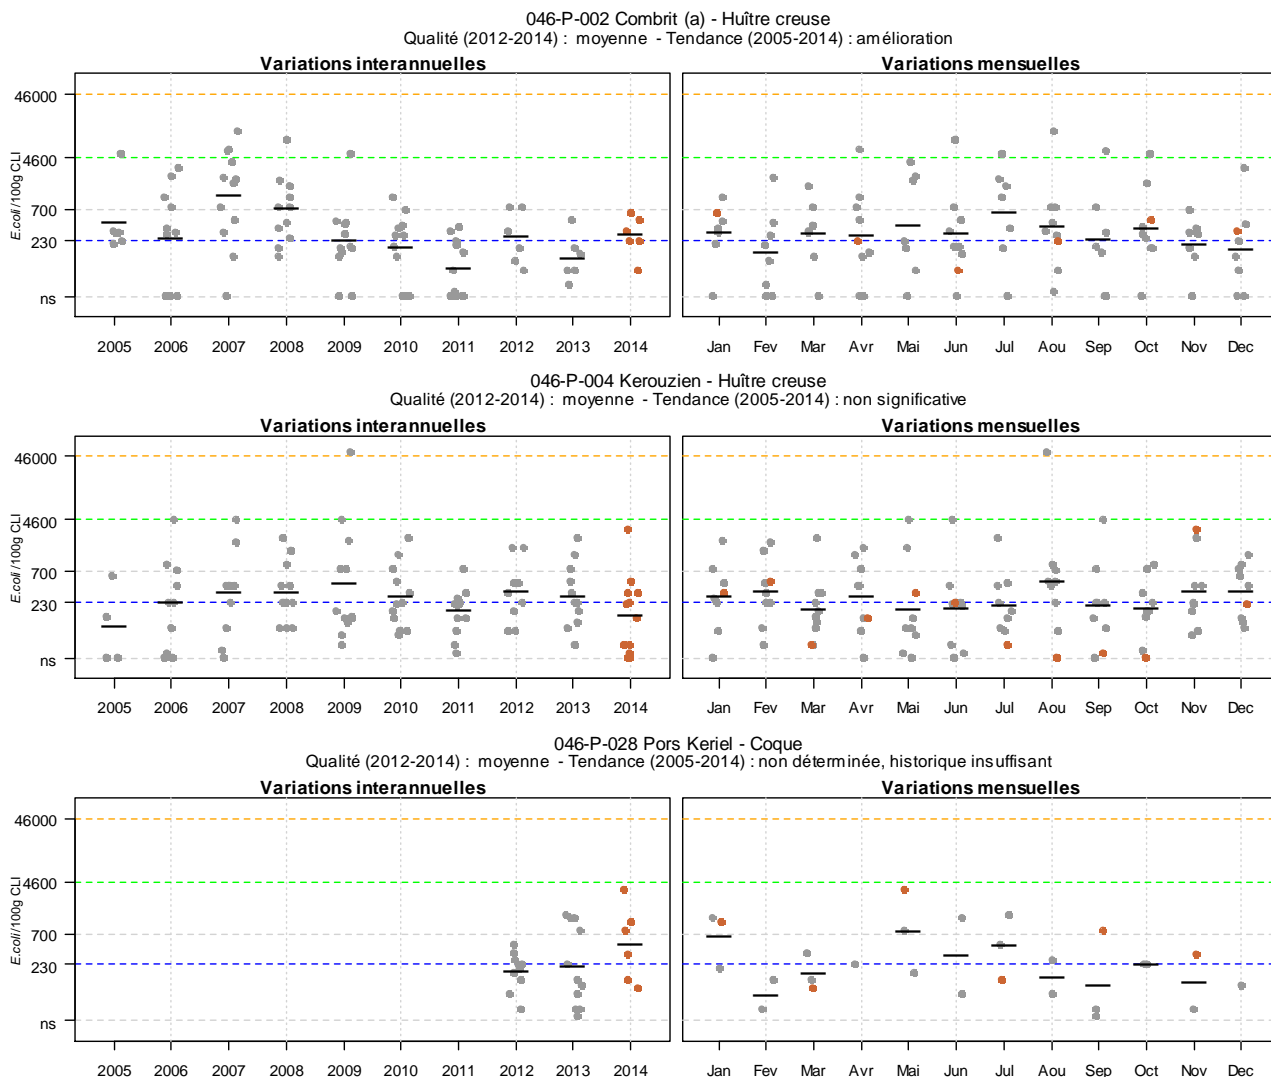 046-P-002 Combrit (a) - Huître creuse
Qualité (2012-2014) : moyenne - Tendance (2005-2014) : amélioration
Variations interannuelles
Variations mensuelles
E.coli/100g CLI
46000
4600
700
230
ns
2005 2006 2007 2008 2009 2010 2011 2012 2013 2014
Jan Fev Mar Avr Mai Jun Jul Aou Sep Oct Nov Dec
046-P-004 Kerouzien - Huître creuse
Qualité (2012-2014) : moyenne - Tendance (2005-2014) : non significative
Variations interannuelles
Variations mensuelles
E.coli/100g CLI
46000
4600
700
230
ns
2005 2006 2007 2008 2009 2010 2011 2012 2013 2014
Jan Fev Mar Avr Mai Jun Jul Aou Sep Oct Nov Dec
046-P-028 Pors Keriel - Coque
Qualité (2012-2014) : moyenne - Tendance (2005-2014) : non déterminée, historique insuffisant
Variations interannuelles
Variations mensuelles
E.coli/100g CLI
46000
4600
700
230
ns
2005 2006 2007 2008 2009 2010 2011 2012 2013 2014
Jan Fev Mar Avr Mai Jun Jul Aou Sep Oct Nov Dec